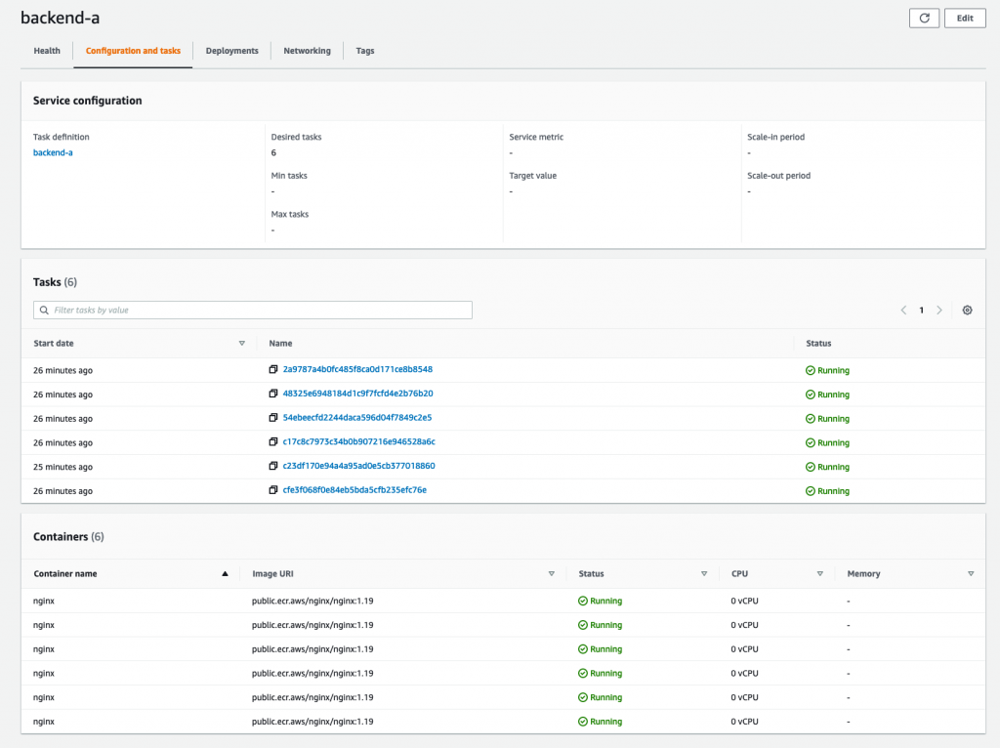 backend-a
Edit
Health Configuration and tasks Deployments Networking Tags
Service configuration
Task definition Desired tasks Service metric Scale-in period
backend-a 6 - -
Min tasks Target value Scale-out period
- - -
Max tasks
-
Tasks (6)
Filter tasks by value
1
Start date Name Status
26 minutes ago 2a9787a4b0fc485f8ca0d171ce8b8548 Running
26 minutes ago 48325e6948184d1c9f7fcfd4e2b76b20 Running
26 minutes ago 54ebeecfd2244daca596d04f7849c2e5 Running
26 minutes ago c17c8c7973c34b0b907216e946528a6c Running
25 minutes ago c23df170e94a4a95ad0e5cb377018860 Running
26 minutes ago cfe3f068f0e84eb5bda5cfb235efc76e Running
Containers (6)
Container name Image URI Status CPU Memory
nginx public.ecr.aws/nginx/nginx:1.19 Running 0 vCPU -
nginx public.ecr.aws/nginx/nginx:1.19 Running 0 vCPU -
nginx public.ecr.aws/nginx/nginx:1.19 Running 0 vCPU -
nginx public.ecr.aws/nginx/nginx:1.19 Running 0 vCPU -
nginx public.ecr.aws/nginx/nginx:1.19 Running 0 vCPU -
nginx public.ecr.aws/nginx/nginx:1.19 Running 0 vCPU -